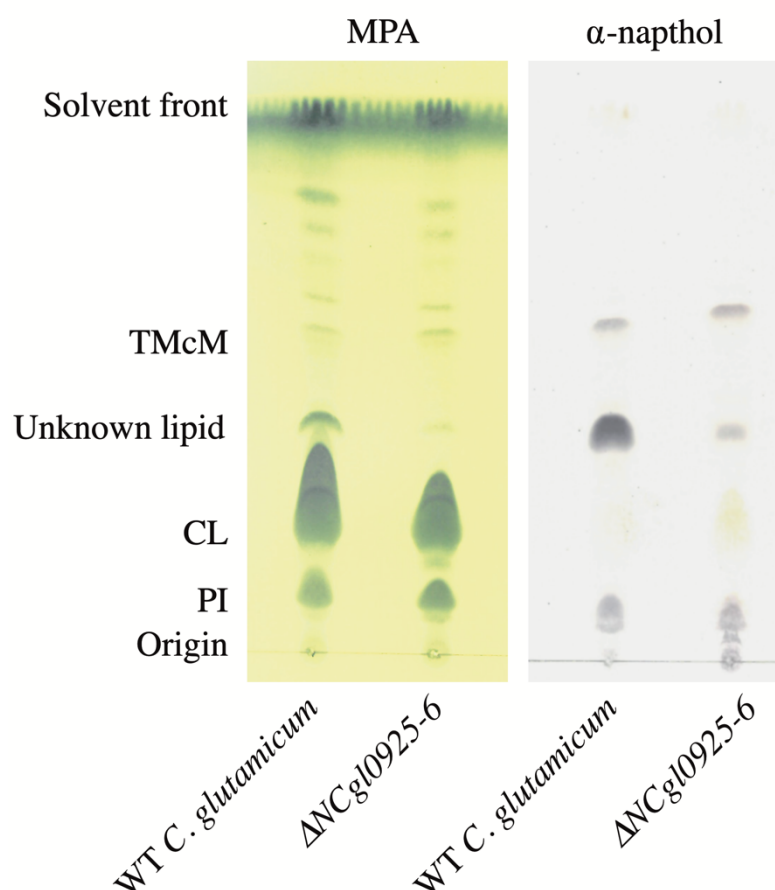 MPA
α-napthol
Solvent front
TMcM
Unknown lipid
CL
PI
Origin
WT C. glutamicum
ΔNCgl0925-6
WT C. glutamicum
ΔNCgl0925-6